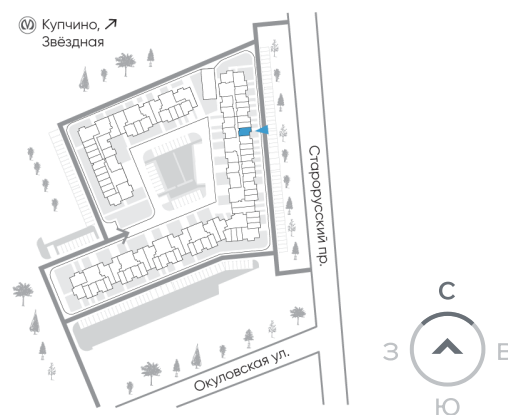 Купчино, ↗
Звёздная
Старорусский пр.
Окуловская ул.
С
З
В
Ю